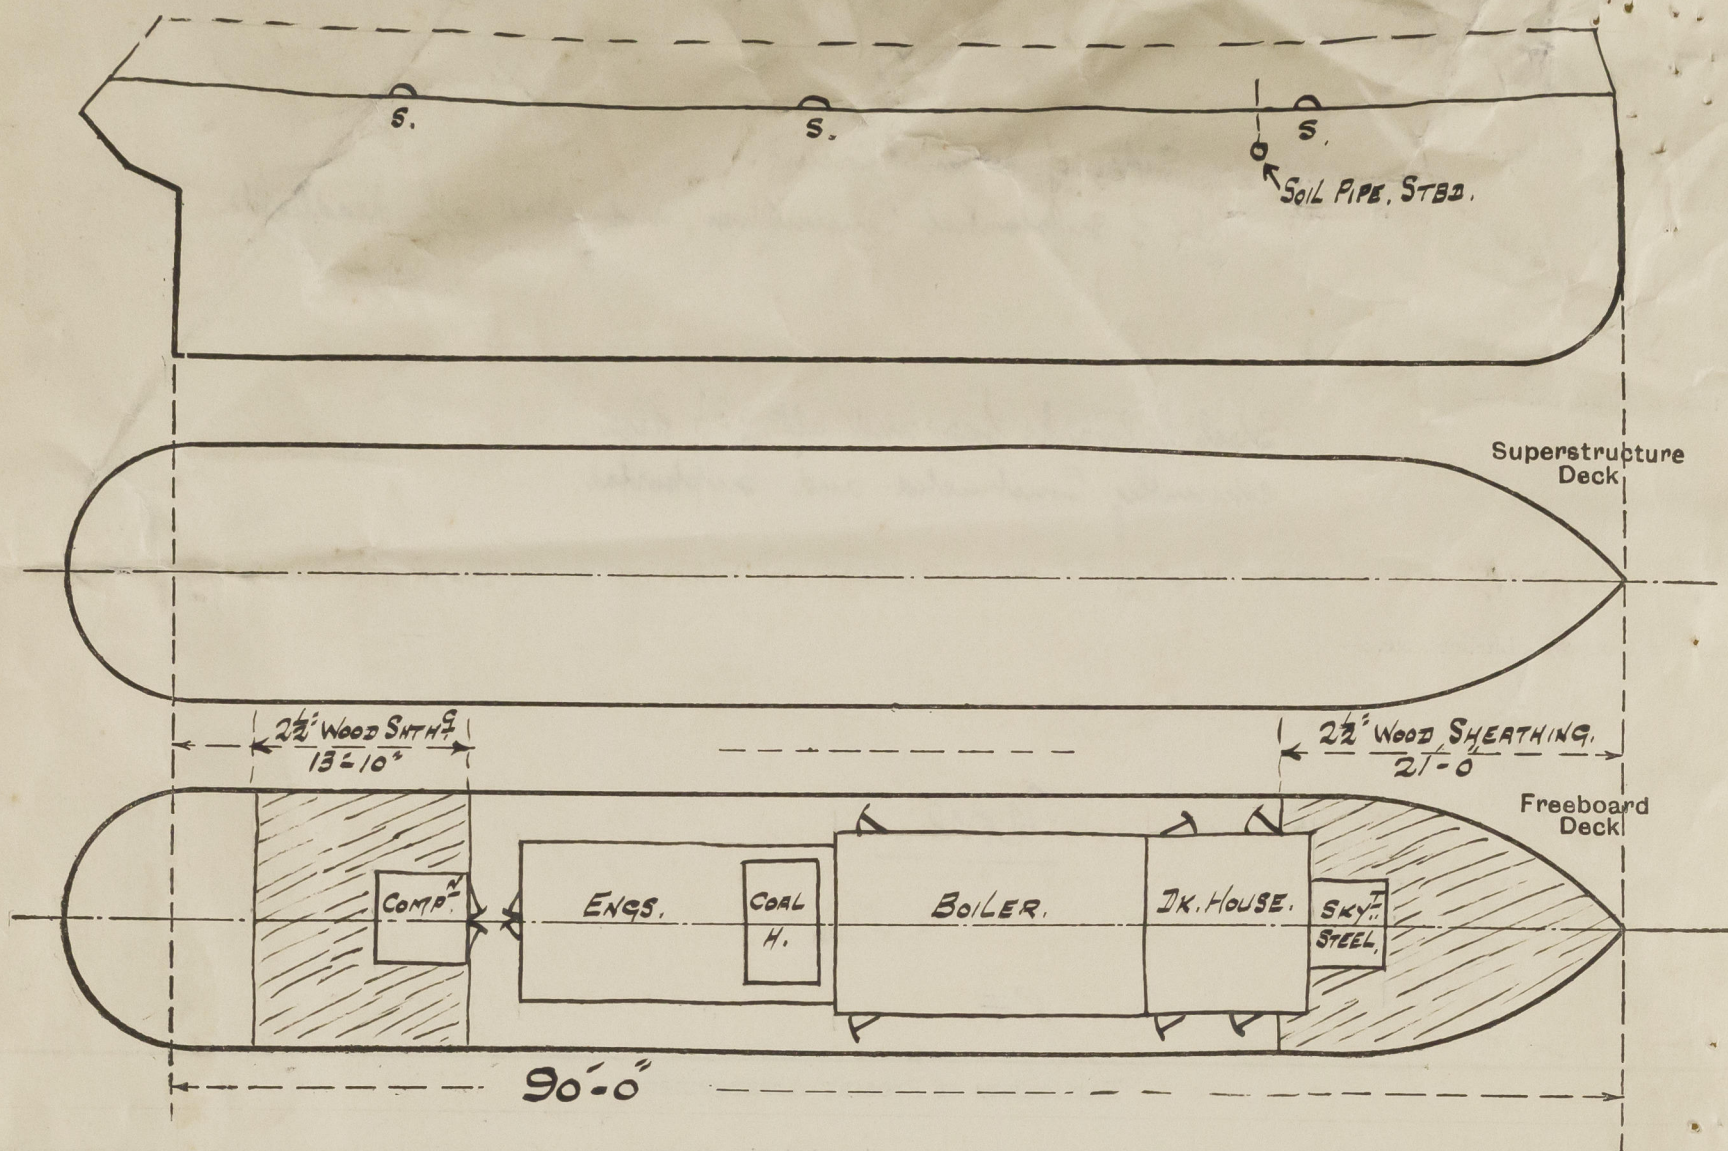 S.
S.
S.
SOIL PIPE, STBD.
Superstructure
Deck
2½" WOOD SHTHG.
13'-10"
2½" WOOD SHEATHING.
21'-0"
Freeboard
Deck
COMPN.
ENGS.
COAL
H.
BOILER.
DK. HOUSE.
SKYT.
STEEL.
90'-0"